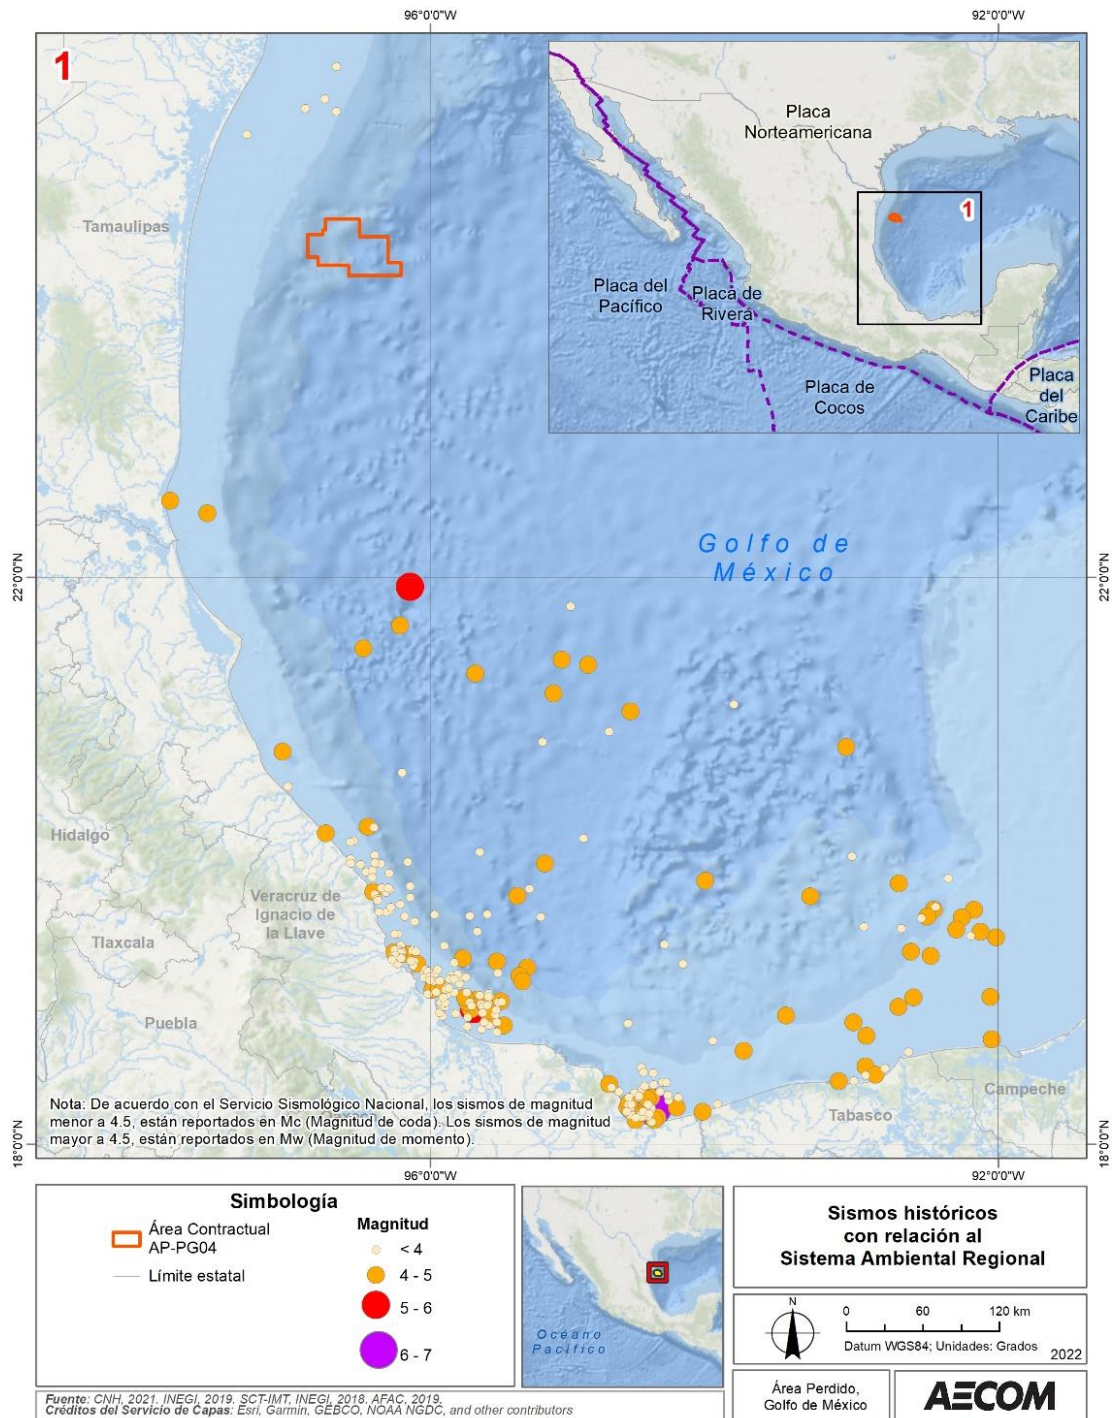 96°0'0"W
92°0'0"W
1
Placa
Norteamericana
1
Tamaulipas
Placa del
Pacífico
Placa de
Rivera
Placa de
Cocos
Placa
del
Caribe
Golfo de
México
22°0'0"N
22°0'0"N
Hidalgo
Veracruz de
Ignacio de
la Llave
Tlaxcala
Puebla
Campeche
Tabasco
Nota: De acuerdo con el Servicio Sismológico Nacional, los sismos de magnitud
menor a 4.5, están reportados en Mc (Magnitud de coda). Los sismos de magnitud
mayor a 4.5, están reportados en Mw (Magnitud de momento).
18°0'0"N
18°0'0"N
96°0'0"W
92°0'0"W
Simbología
Área Contractual
AP-PG04
Límite estatal
Magnitud
< 4
4 - 5
5 - 6
6 - 7
Océano
Pacífico
Sismos históricos
con relación al
Sistema Ambiental Regional
N
0 60 120 km
Datum WGS84; Unidades: Grados
2022
Área Perdido,
Golfo de México
AECOM
Fuente: CNH, 2021. INEGI, 2019. SCT-IMT, INEGI, 2018. AFAC, 2019.
Créditos del Servicio de Capas: Esri, Garmin, GEBCO, NOAA NGDC, and other contributors